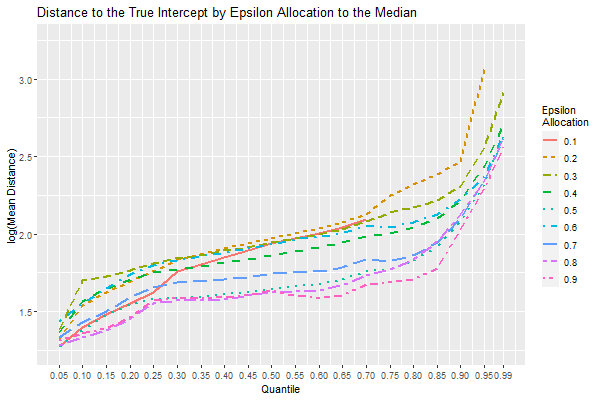 Distance to the True Intercept by Epsilon Allocation to the Median
log(Mean Distance)
3.0
2.5
2.0
1.5
0.05 0.10 0.15 0.20 0.25 0.30 0.35 0.40 0.45 0.50 0.55 0.60 0.65 0.70 0.75 0.80 0.85 0.90 0.95 0.99
Quantile
Epsilon
Allocation
0.1
0.2
0.3
0.4
0.5
0.6
0.7
0.8
0.9